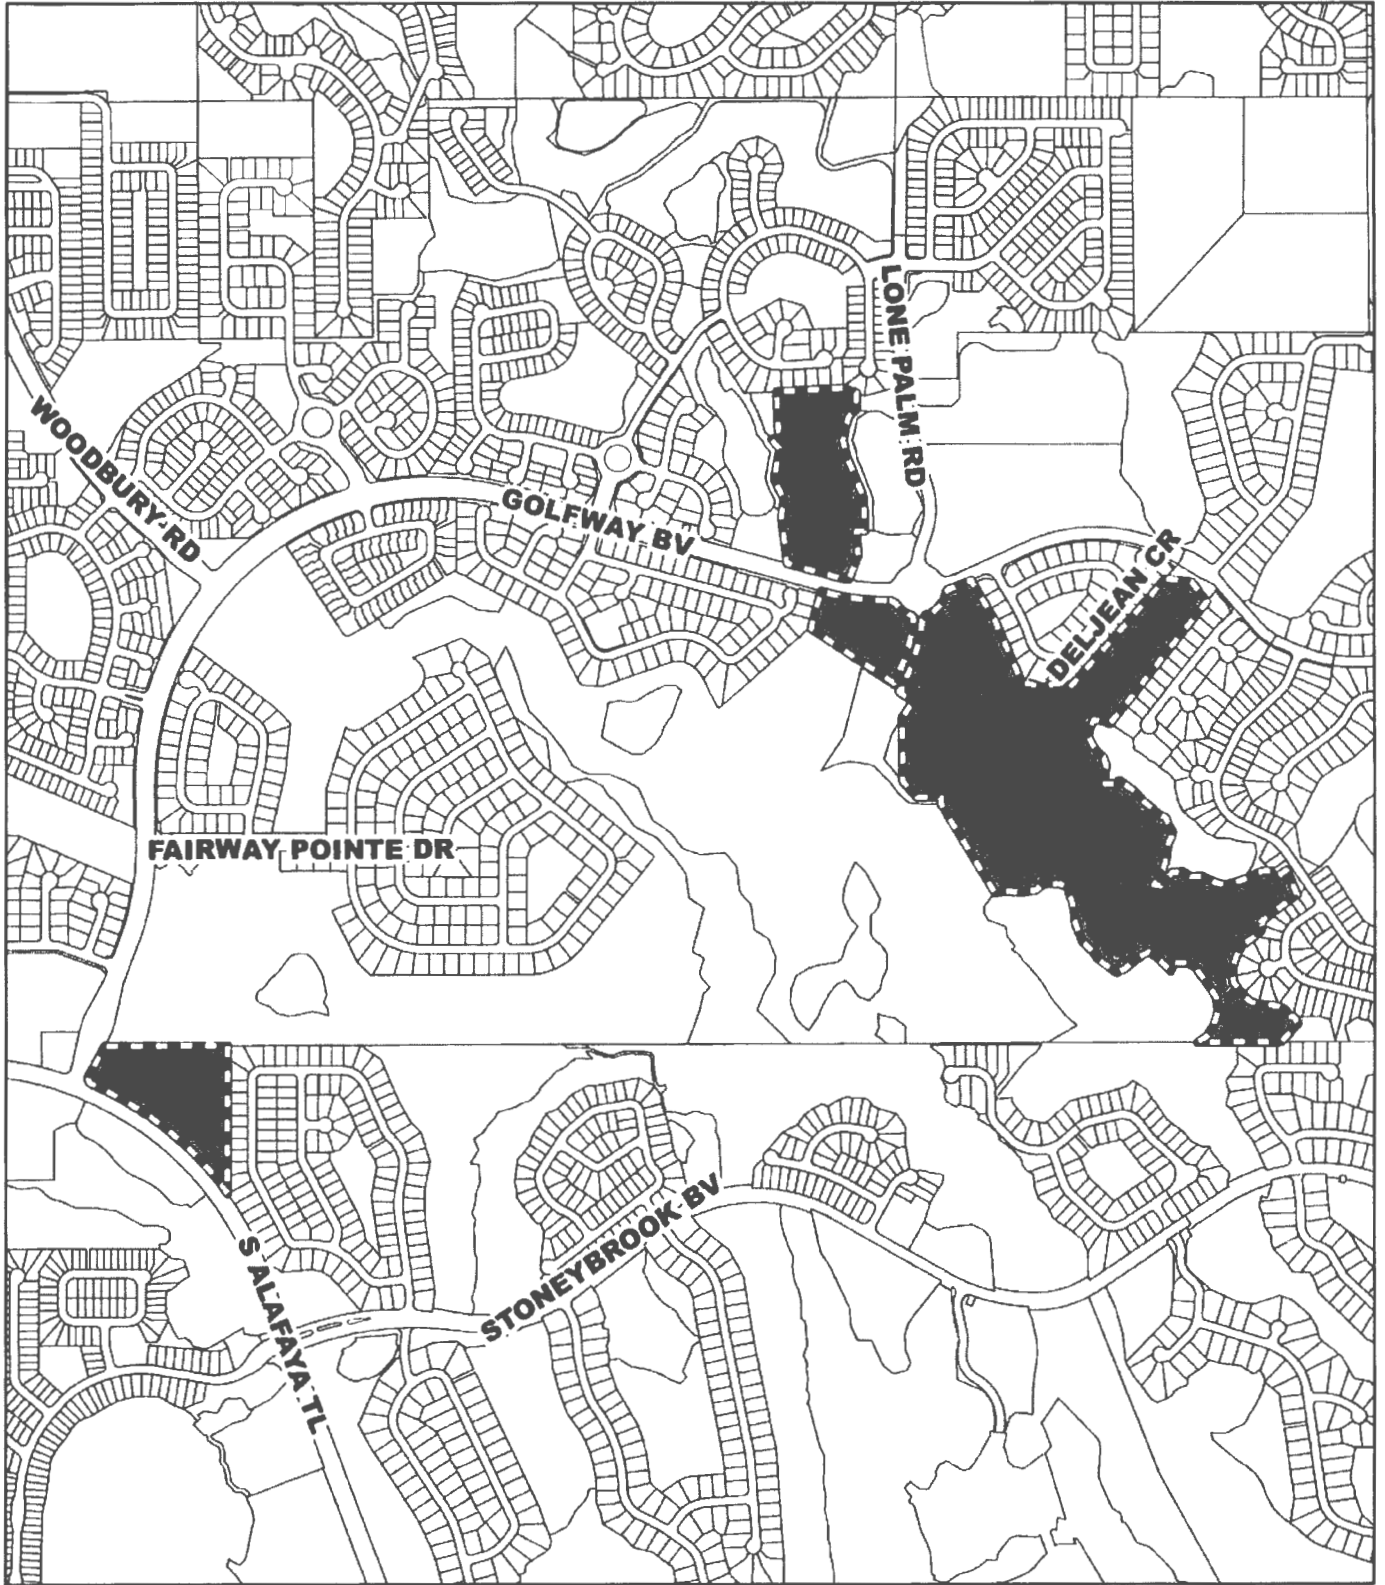 LONE PALM RD
WOODBURY RD
GOLFWAY BV
DELJEAN CR
FAIRWAY POINTE DR
STONEYBROOK BV
S ALAFAYA TL